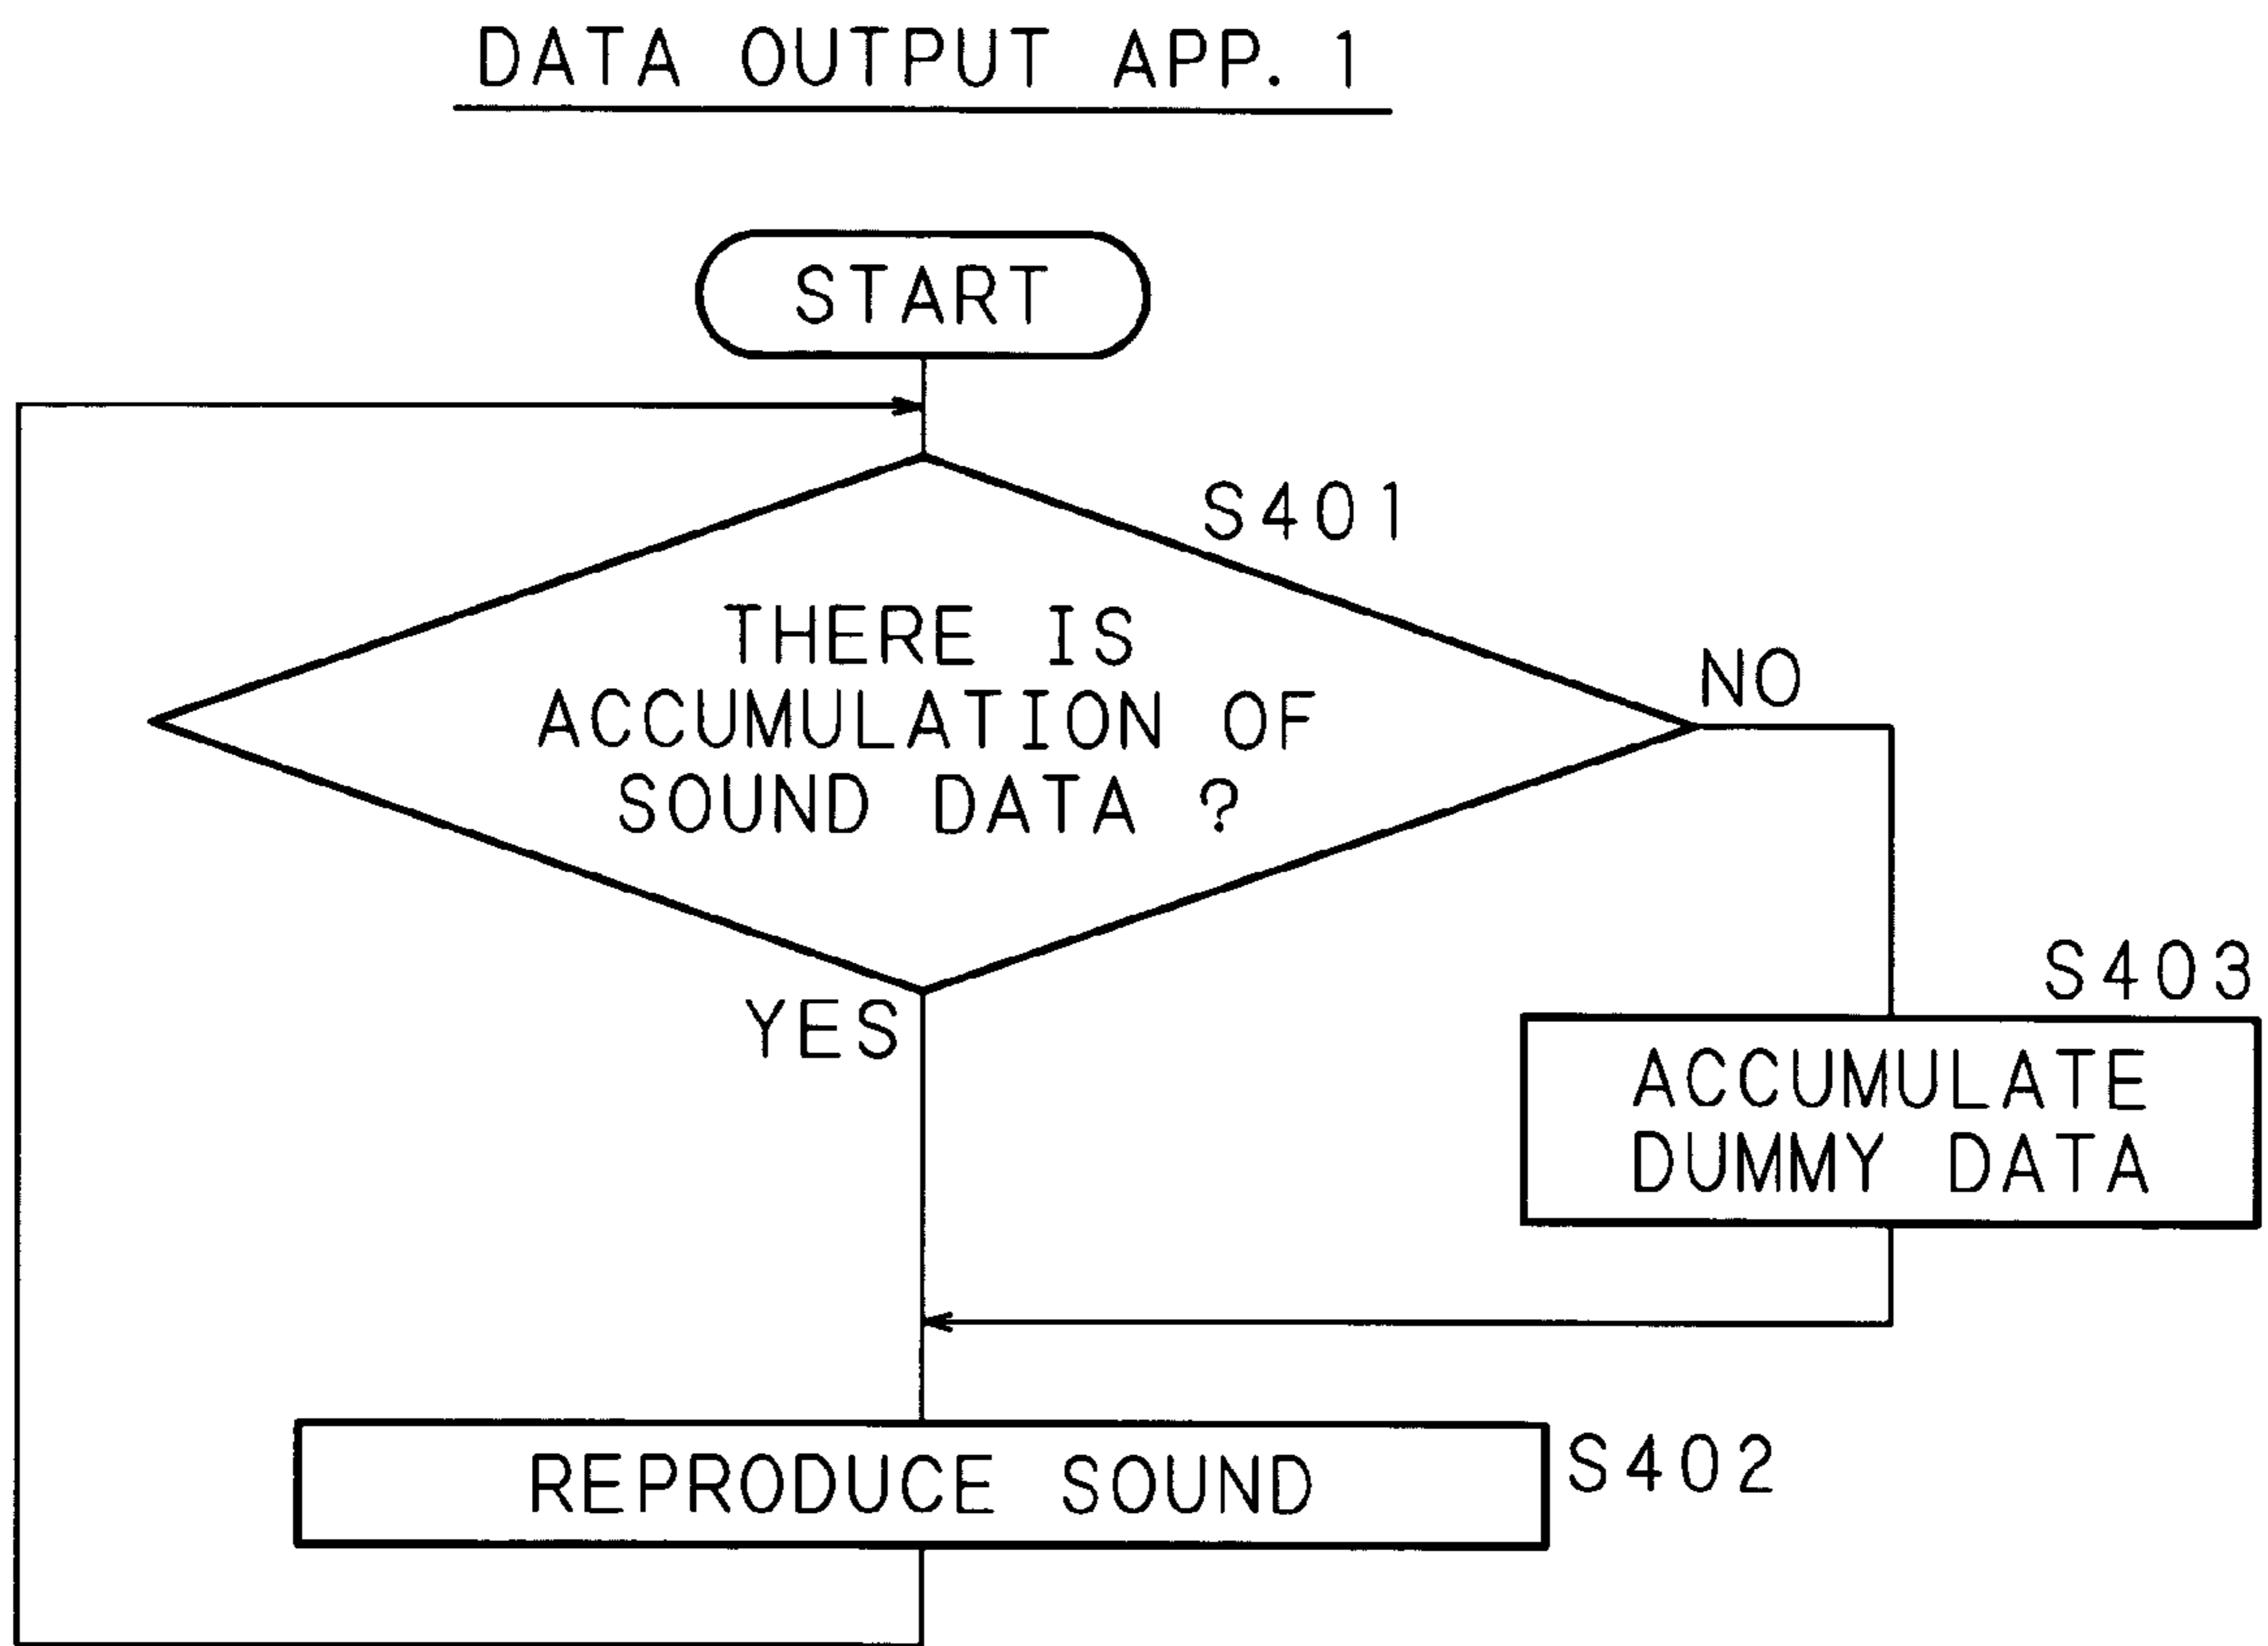 DATA OUTPUT APP. 1
START
S401
THERE IS
ACCUMULATION OF
SOUND DATA ?
NO
YES
S403
ACCUMULATE
DUMMY DATA
REPRODUCE SOUND
S402